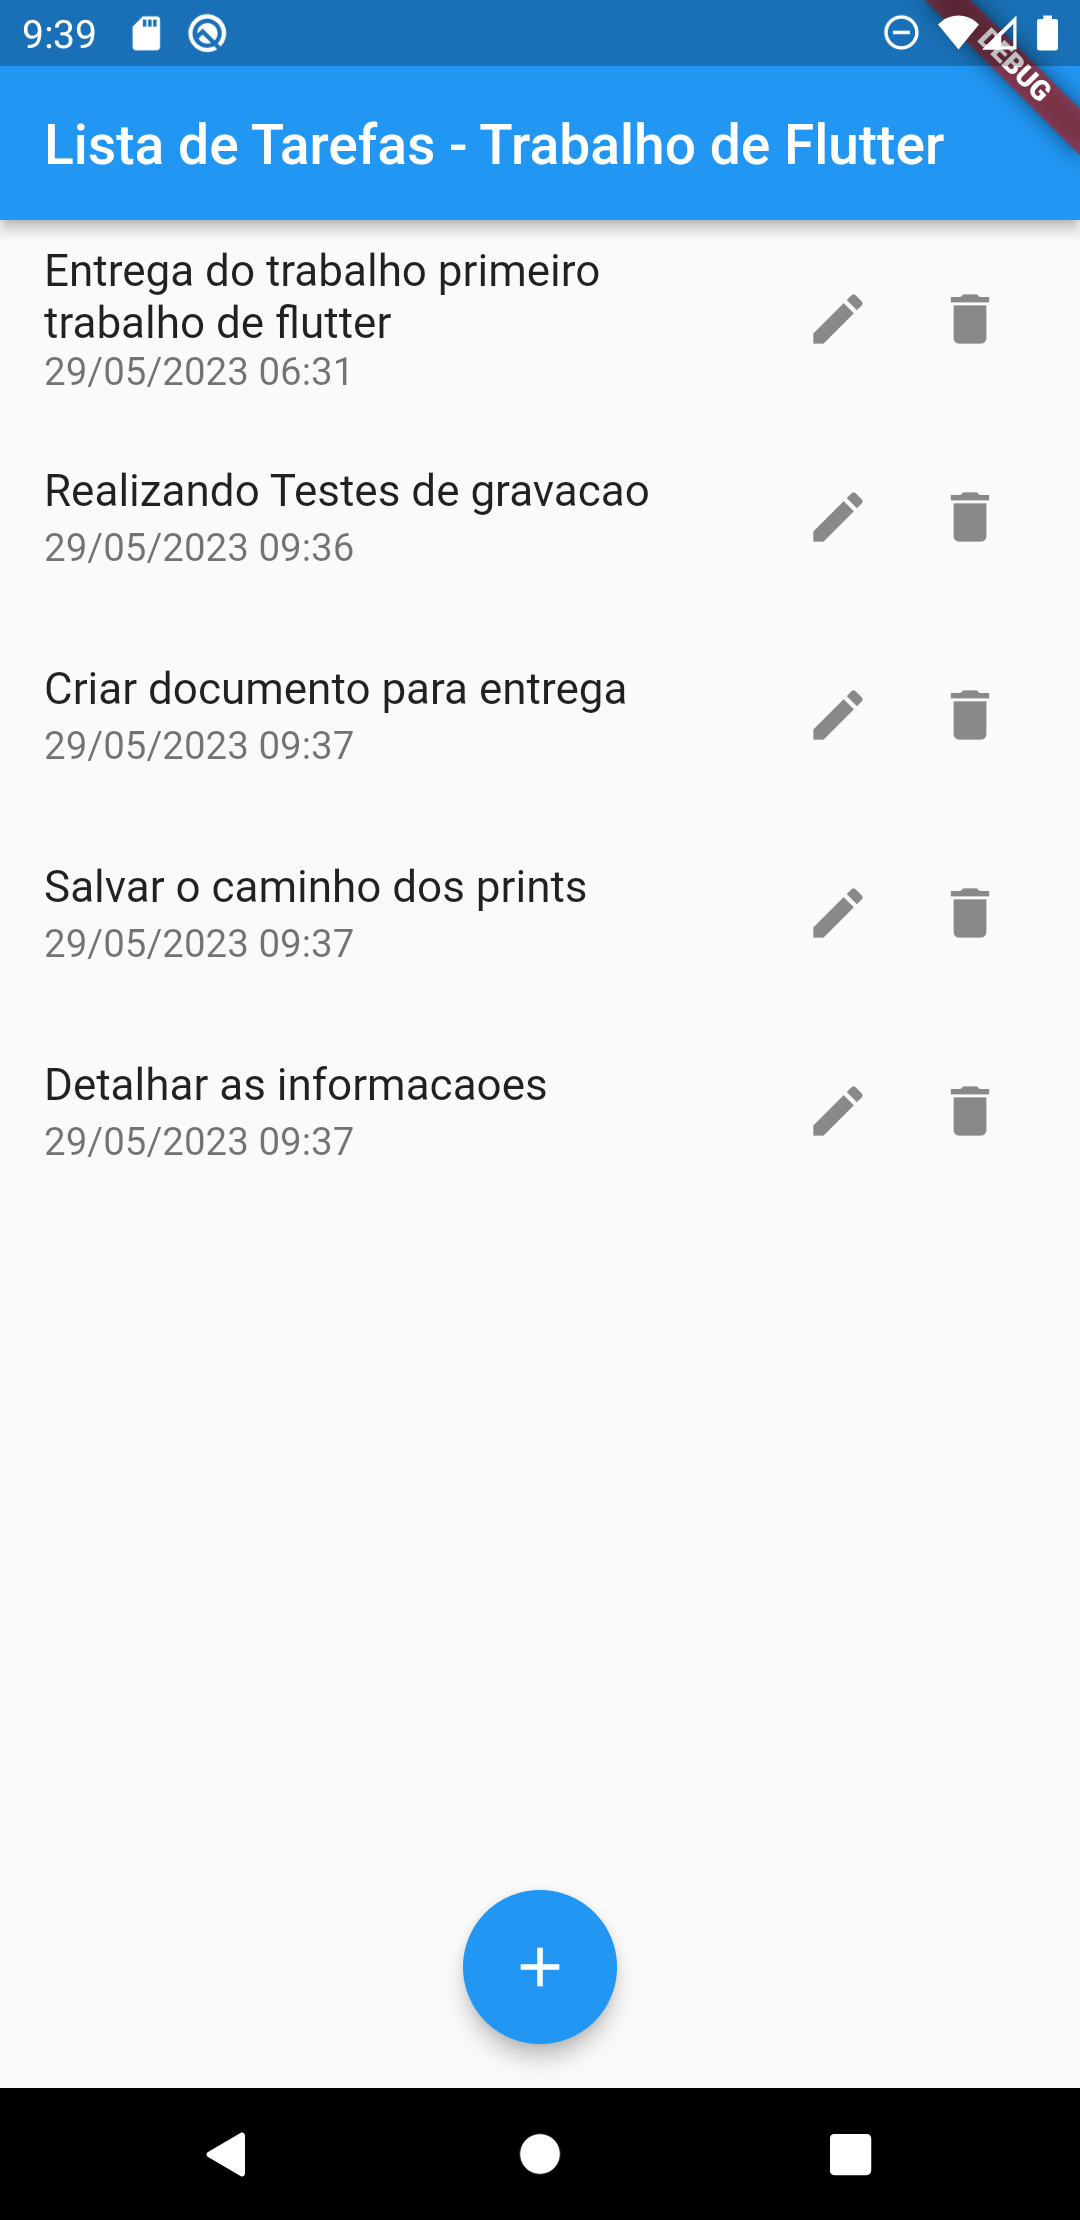 9:39
DEBUG
Lista de Tarefas - Trabalho de Flutter
Entrega do trabalho primeiro
trabalho de flutter
29/05/2023 06:31
Realizando Testes de gravacao
29/05/2023 09:36
Criar documento para entrega
29/05/2023 09:37
Salvar o caminho dos prints
29/05/2023 09:37
Detalhar as informacaoes
29/05/2023 09:37